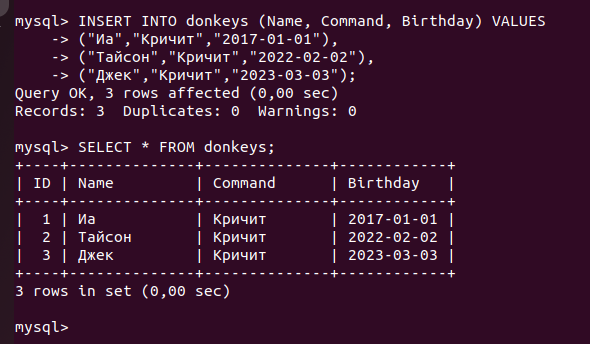 mysql> INSERT INTO donkeys (Name, Command, Birthday) VALUES
    -> ("Иа","Кричит","2017-01-01"),
    -> ("Тайсон","Кричит","2022-02-02"),
    -> ("Джек","Кричит","2023-03-03");
Query OK, 3 rows affected (0,00 sec)
Records: 3  Duplicates: 0  Warnings: 0

mysql> SELECT * FROM donkeys;
+----+--------------+--------------+------------+
| ID | Name         | Command      | Birthday   |
+----+--------------+--------------+------------+
|  1 | Иа           | Кричит       | 2017-01-01 |
|  2 | Тайсон       | Кричит       | 2022-02-02 |
|  3 | Джек         | Кричит       | 2023-03-03 |
+----+--------------+--------------+------------+
3 rows in set (0,00 sec)

mysql>